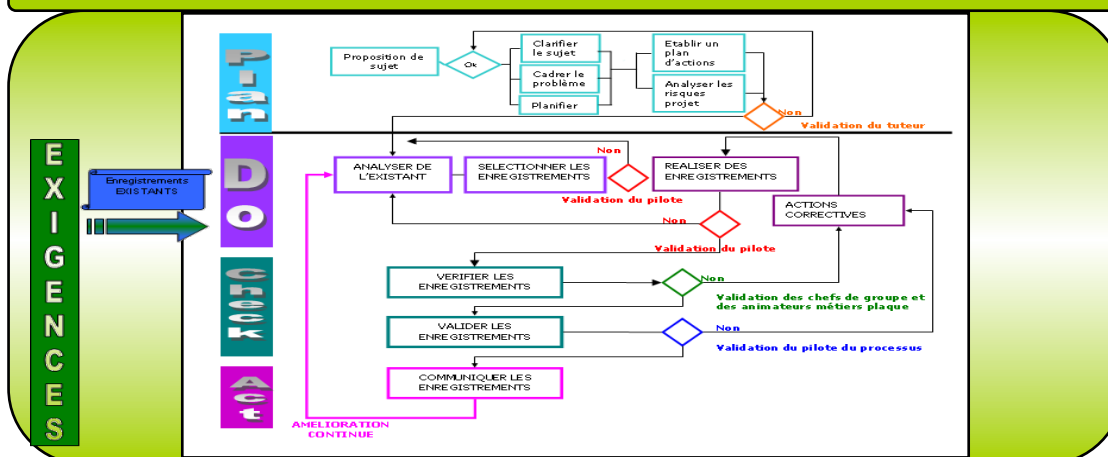 EXIGENCES
Enregistrements
EXISTANTS
Plan
Proposition de
sujet
Ok
Clarifier
le sujet
Cadrer le
problème
Planifier
Etablir un
plan
d'actions
Analyser les
risques
projet
Non
Validation du tuteur
Do
ANALYSER DE
L'EXISTANT
SELECTIONNER LES
ENREGISTREMENTS
Non
Validation du pilote
REALISER DES
ENREGISTREMENTS
Non
Validation du pilote
ACTIONS
CORRECTIVES
Check
VERIFIER LES
ENREGISTREMENTS
Non
Validation des chefs de groupe et
des animateurs métiers plaque
VALIDER LES
ENREGISTREMENTS
Non
Validation du pilote du processus
Act
COMMUNIQUER LES
ENREGISTREMENTS
AMELIORATION
CONTINUE